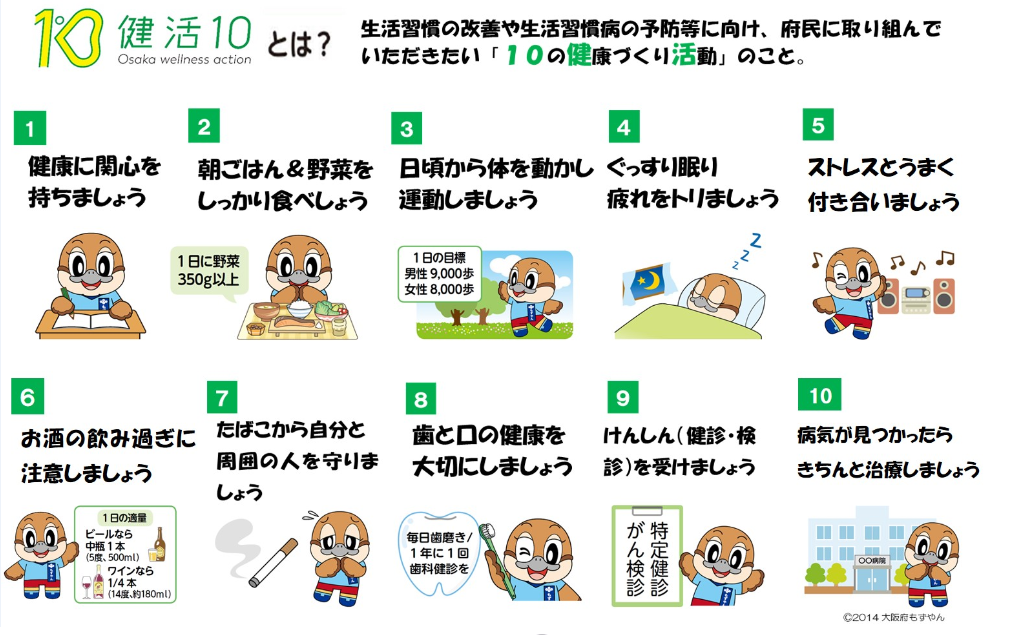 10 健活10
Osaka wellness action
とは？
生活習慣の改善や生活習慣病の予防等に向け、府民に取り組んで
いただきたい「１０の健康づくり活動」のこと。
1
健康に関心を
持ちましょう
2
朝ごはん＆野菜を
しっかり食べしょう
1日に野菜
350g以上
3
日頃から体を動かし
運動しましょう
1日の目標
男性 9,000歩
女性 8,000歩
4
ぐっすり眠り
疲れをトリましょう
z
z
z
Z
5
ストレスとうまく
付き合いましょう
6
お酒の飲み過ぎに
注意しましょう
1日の適量
ビールなら
中瓶1本
(5度、500ml)
ワインなら
1/4本
(14度、約180ml)
7
たばこから自分と
周囲の人を守りま
しょう
8
歯と口の健康を
大切にしましょう
毎日歯磨き/
1年に1回
歯科健診を
9
けんしん（健診・検
診）を受けましょう
特定健診
がん検診
10
病気が見つかったら
きちんと治療しましょう
〇〇病院
©2014 大阪府もずやん